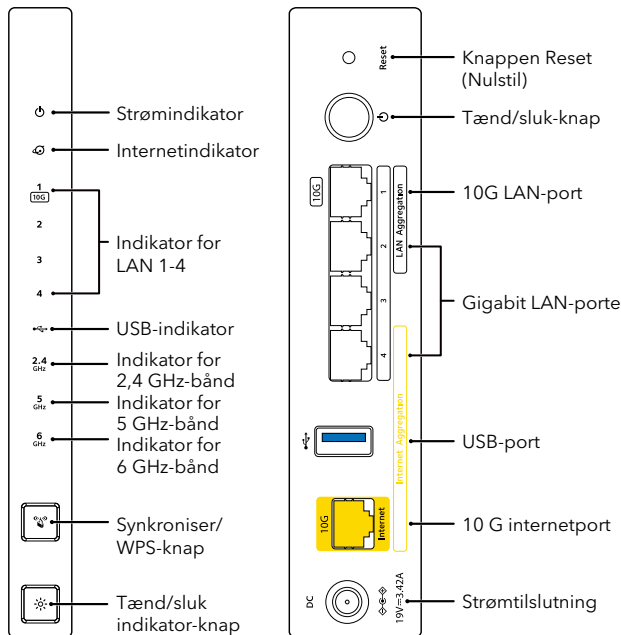 Strømindikator
Internetindikator
1
10G
2
3
4
Indikator for
LAN 1-4
USB-indikator
2.4
GHz
Indikator for
2,4 GHz-bånd
5
GHz
Indikator for
5 GHz-bånd
6
GHz
Indikator for
6 GHz-bånd
Synkroniser/
WPS-knap
Tænd/sluk
indikator-knap
Reset
Knappen Reset
(Nulstil)
Tænd/sluk-knap
10G
1
2
3
4
LAN Aggregation
10G LAN-port
Gigabit LAN-porte
Internet Aggregation
USB-port
10G
Internet
10 G internetport
DC
19V⎓3.42A
Strømtilslutning